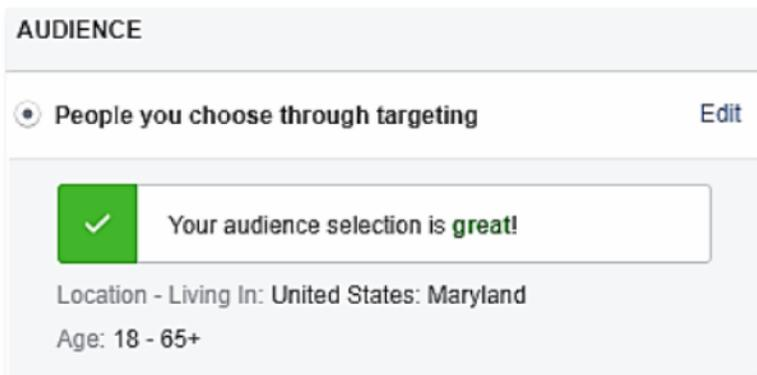 AUDIENCE
People you choose through targeting Edit
Your audience selection is great!
Location - Living In: United States: Maryland
Age: 18 - 65+